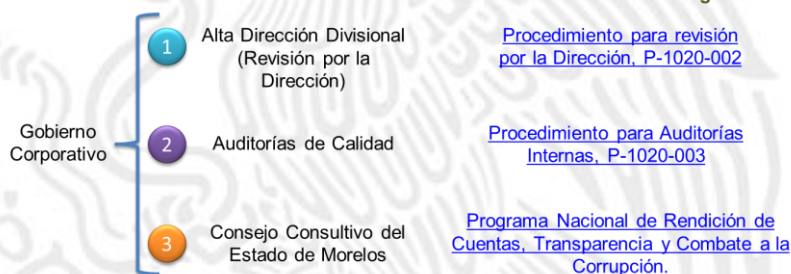 Gobierno
Corporativo
1
Alta Dirección Divisional
(Revisión por la
Dirección)
Procedimiento para revisión
por la Dirección, P-1020-002
2
Auditorías de Calidad
Procedimiento para Auditorías
Internas, P-1020-003
3
Consejo Consultivo del
Estado de Morelos
Programa Nacional de Rendición de
Cuentas, Transparencia y Combate a la
Corrupción.